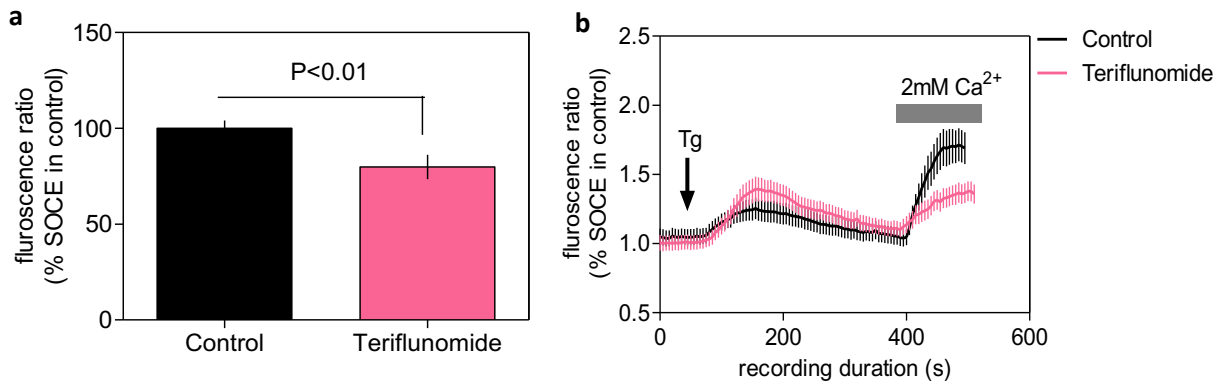 a
fluroscence ratio
(% SOCE in control)
150
100
50
0
P<0.01
Control
Teriflunomide
b
fluroscence ratio
(% SOCE in control)
2.5
2.0
1.5
1.0
0.5
Tg
2mM Ca²⁺
0
200
400
600
recording duration (s)
Control
Teriflunomide